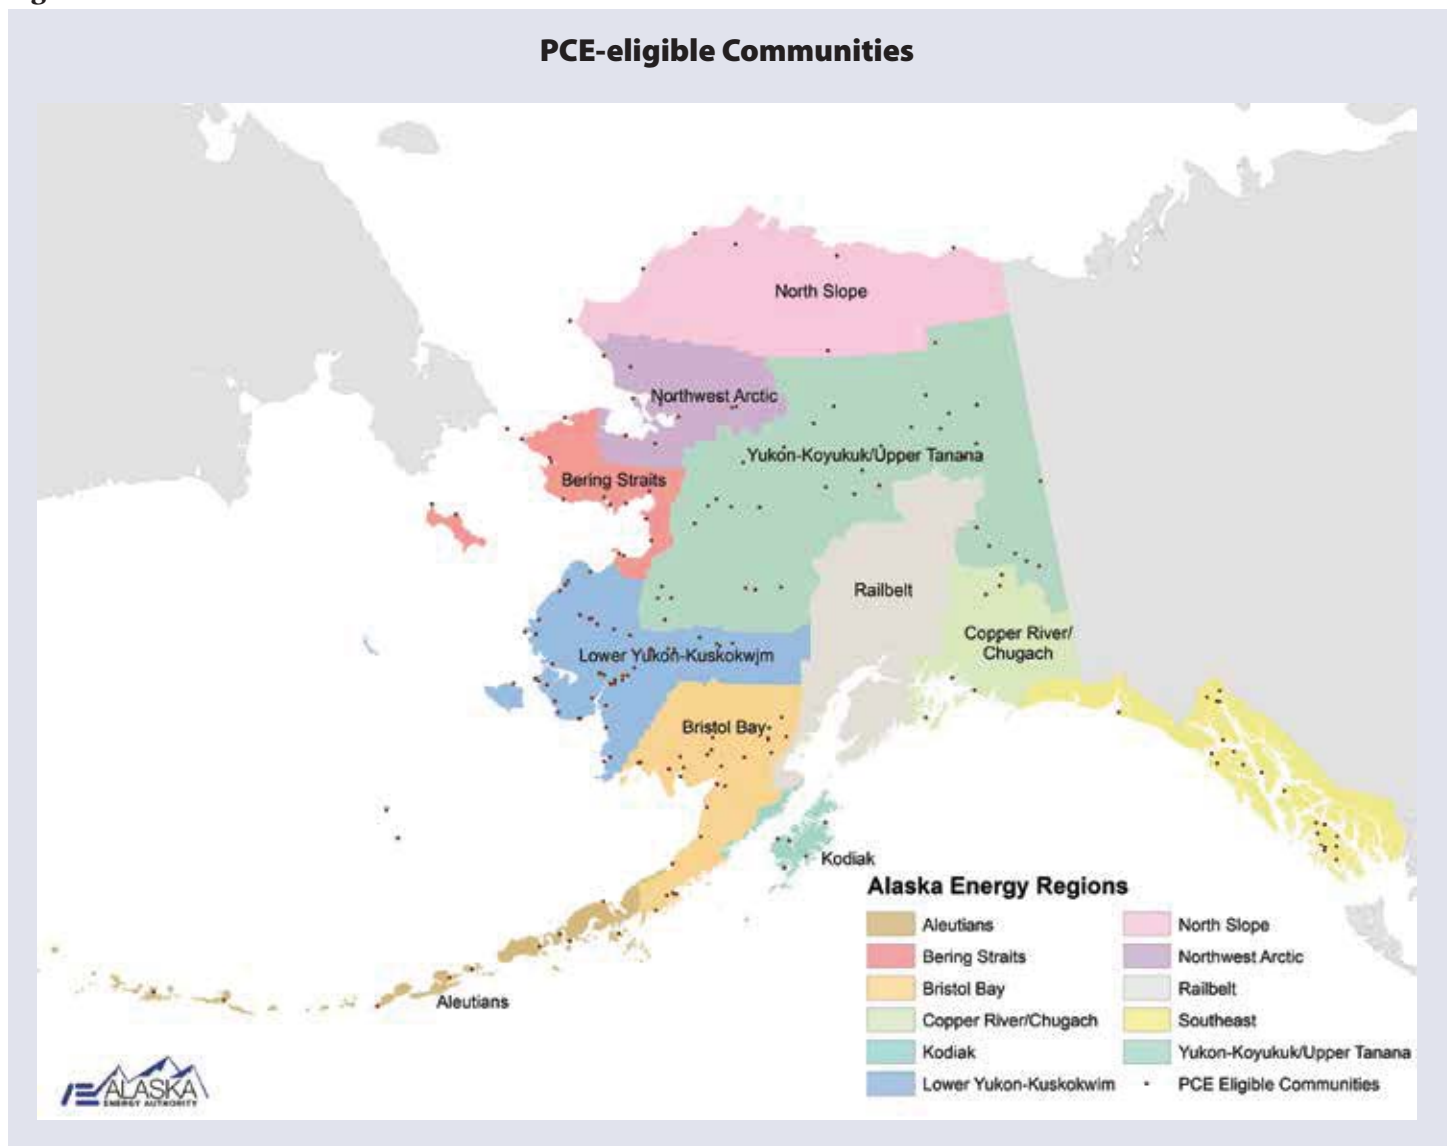 PCE-eligible Communities
North Slope
Northwest Arctic
Yukon-Koyukuk/Upper Tanana
Bering Straits
Railbelt
Copper River/
Chugach
Lower Yukon-Kuskokwim
Bristol Bay
Kodiak
Aleutians
Alaska Energy Regions
Aleutians
Bering Straits
Bristol Bay
Copper River/Chugach
Kodiak
Lower Yukon-Kuskokwim
North Slope
Northwest Arctic
Railbelt
Southeast
Yukon-Koyukuk/Upper Tanana
PCE Eligible Communities
ALASKA
ENERGY AUTHORITY